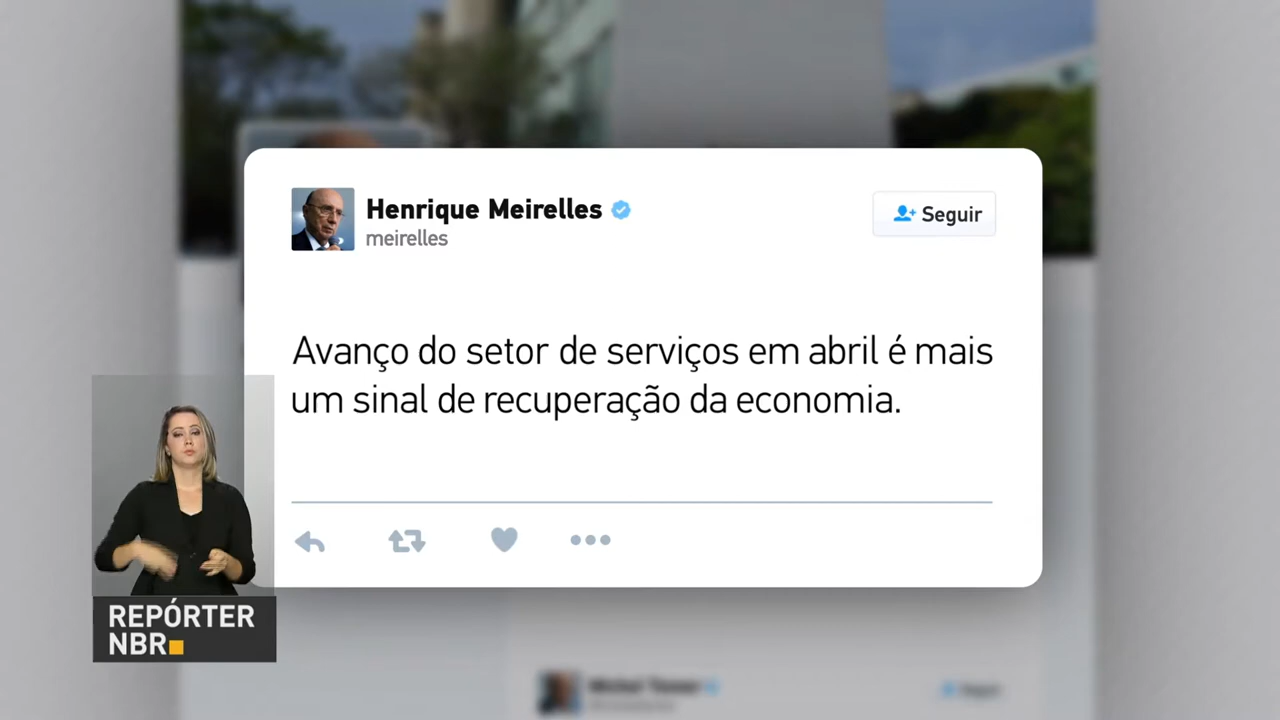 Henrique Meirelles
meirelles
Seguir
Avanço do setor de serviços em abril é mais
um sinal de recuperação da economia.
REPÓRTER
NBR